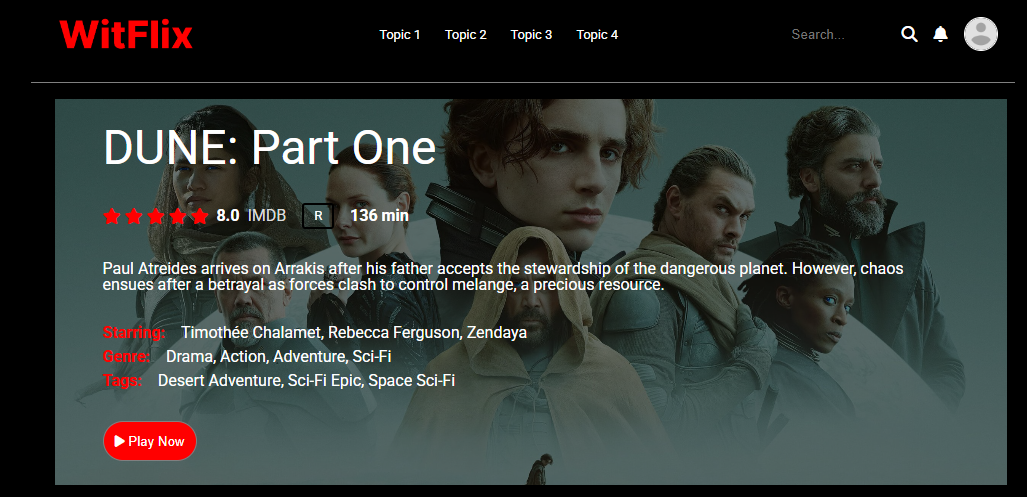 WitFlix
Topic 1 Topic 2 Topic 3 Topic 4
Search...
DUNE: Part One
8.0 IMDB R 136 min
Paul Atreides arrives on Arrakis after his father accepts the stewardship of the dangerous planet. However, chaos
ensues after a betrayal as forces clash to control melange, a precious resource.
Starring: Timothée Chalamet, Rebecca Ferguson, Zendaya
Genre: Drama, Action, Adventure, Sci-Fi
Tags: Desert Adventure, Sci-Fi Epic, Space Sci-Fi
Play Now